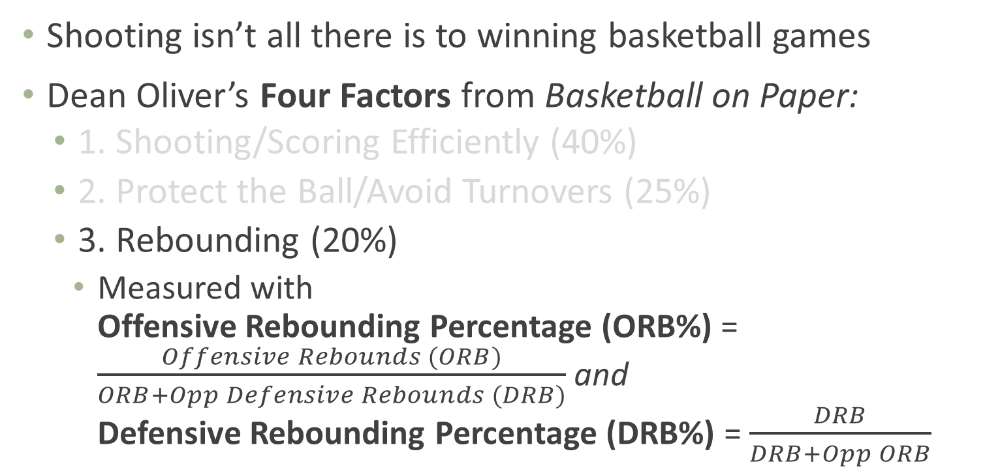 • Shooting isn’t all there is to winning basketball games
• Dean Oliver’s Four Factors from Basketball on Paper:
• 1. Shooting/Scoring Efficiently (40%)
• 2. Protect the Ball/Avoid Turnovers (25%)
• 3. Rebounding (20%)
• Measured with
Offensive Rebounding Percentage (ORB%) =
Offensive Rebounds (ORB)
ORB+Opp Defensive Rebounds (DRB)
and
Defensive Rebounding Percentage (DRB%) =
DRB
DRB+Opp ORB